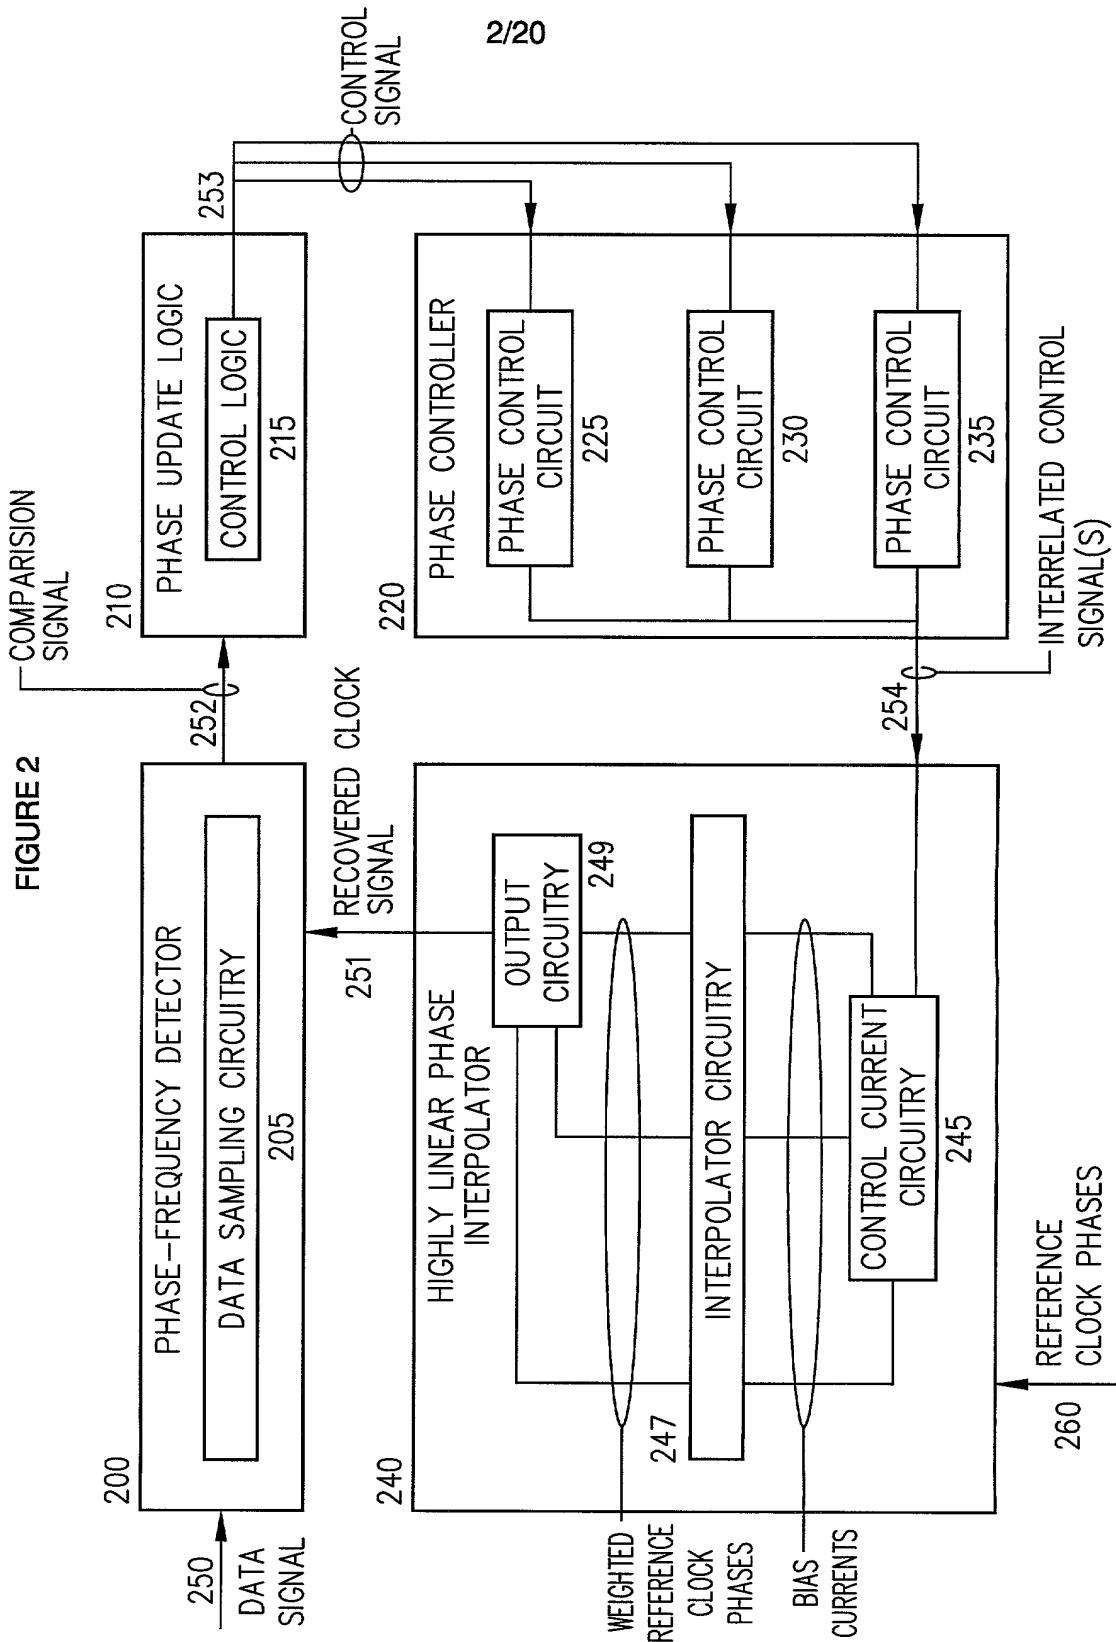 2/20
FIGURE 2
250
DATA
SIGNAL
200
PHASE-FREQUENCY DETECTOR
DATA SAMPLING CIRCUITRY
205
252
COMPARISION
SIGNAL
210
PHASE UPDATE LOGIC
CONTROL LOGIC
215
253
CONTROL
SIGNAL
251
RECOVERED CLOCK
SIGNAL
240
HIGHLY LINEAR PHASE
INTERPOLATOR
OUTPUT
CIRCUITRY
249
WEIGHTED
REFERENCE
CLOCK
PHASES
247
INTERPOLATOR CIRCUITRY
BIAS
CURRENTS
CONTROL CURRENT
CIRCUITRY
245
260
REFERENCE
CLOCK PHASES
220
PHASE CONTROLLER
PHASE CONTROL
CIRCUIT
225
PHASE CONTROL
CIRCUIT
230
PHASE CONTROL
CIRCUIT
235
254
INTERRELATED CONTROL
SIGNAL(S)